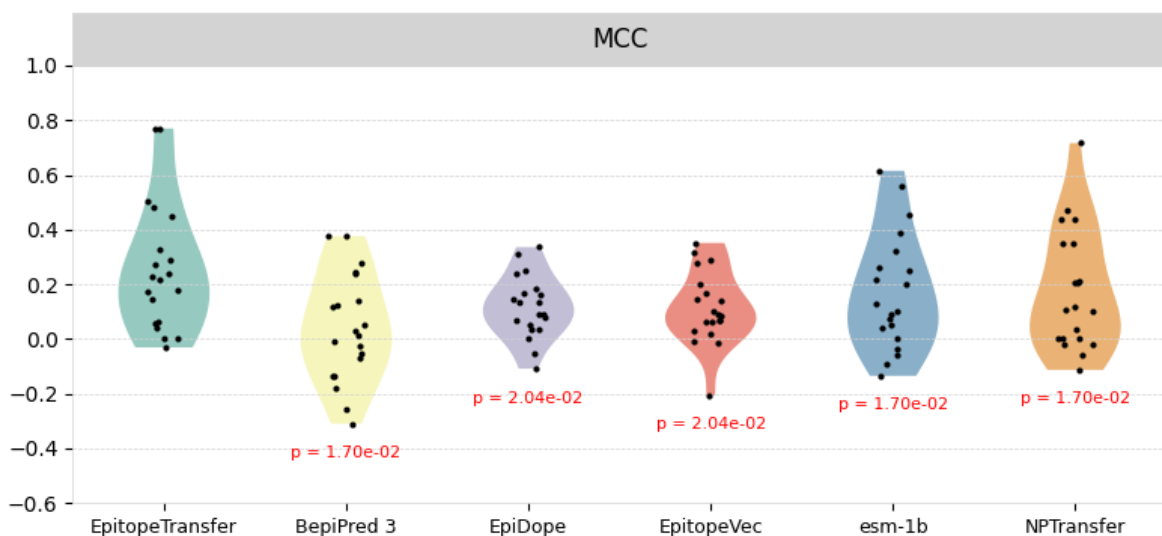 MCC
1.0
0.8
0.6
0.4
0.2
0.0
−0.2
−0.4
−0.6
p = 1.70e-02
p = 2.04e-02
p = 2.04e-02
p = 1.70e-02
p = 1.70e-02
EpitopeTransfer
BepiPred 3
EpiDope
EpitopeVec
esm-1b
NPTransfer